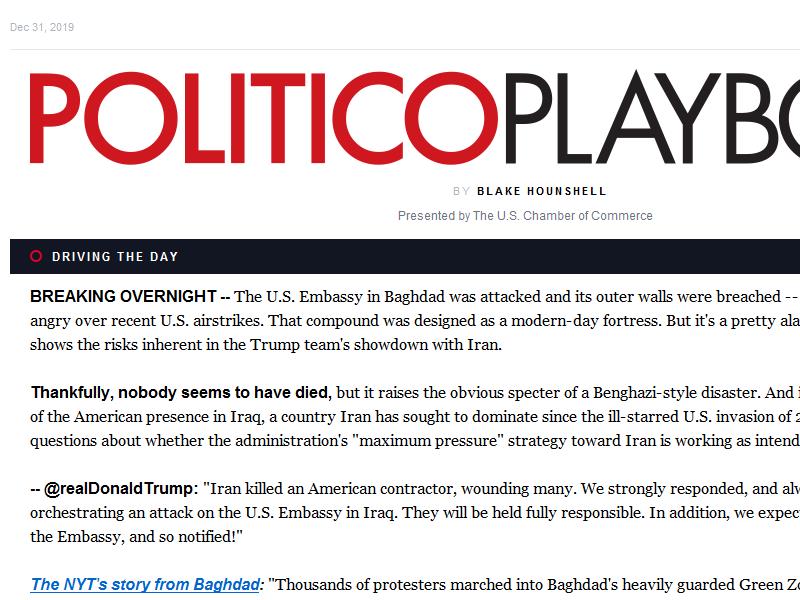 Dec 31, 2019
POLITICOPLAYBO
BY BLAKE HOUNSHELL
Presented by The U.S. Chamber of Commerce
DRIVING THE DAY
BREAKING OVERNIGHT -- The U.S. Embassy in Baghdad was attacked and its outer walls were breached --
angry over recent U.S. airstrikes. That compound was designed as a modern-day fortress. But it's a pretty ala
shows the risks inherent in the Trump team's showdown with Iran.
Thankfully, nobody seems to have died, but it raises the obvious specter of a Benghazi-style disaster. And i
of the American presence in Iraq, a country Iran has sought to dominate since the ill-starred U.S. invasion of 2
questions about whether the administration's "maximum pressure" strategy toward Iran is working as intend
-- @realDonaldTrump: "Iran killed an American contractor, wounding many. We strongly responded, and alw
orchestrating an attack on the U.S. Embassy in Iraq. They will be held fully responsible. In addition, we expec
the Embassy, and so notified!"
The NYT's story from Baghdad: "Thousands of protesters marched into Baghdad's heavily guarded Green Zo